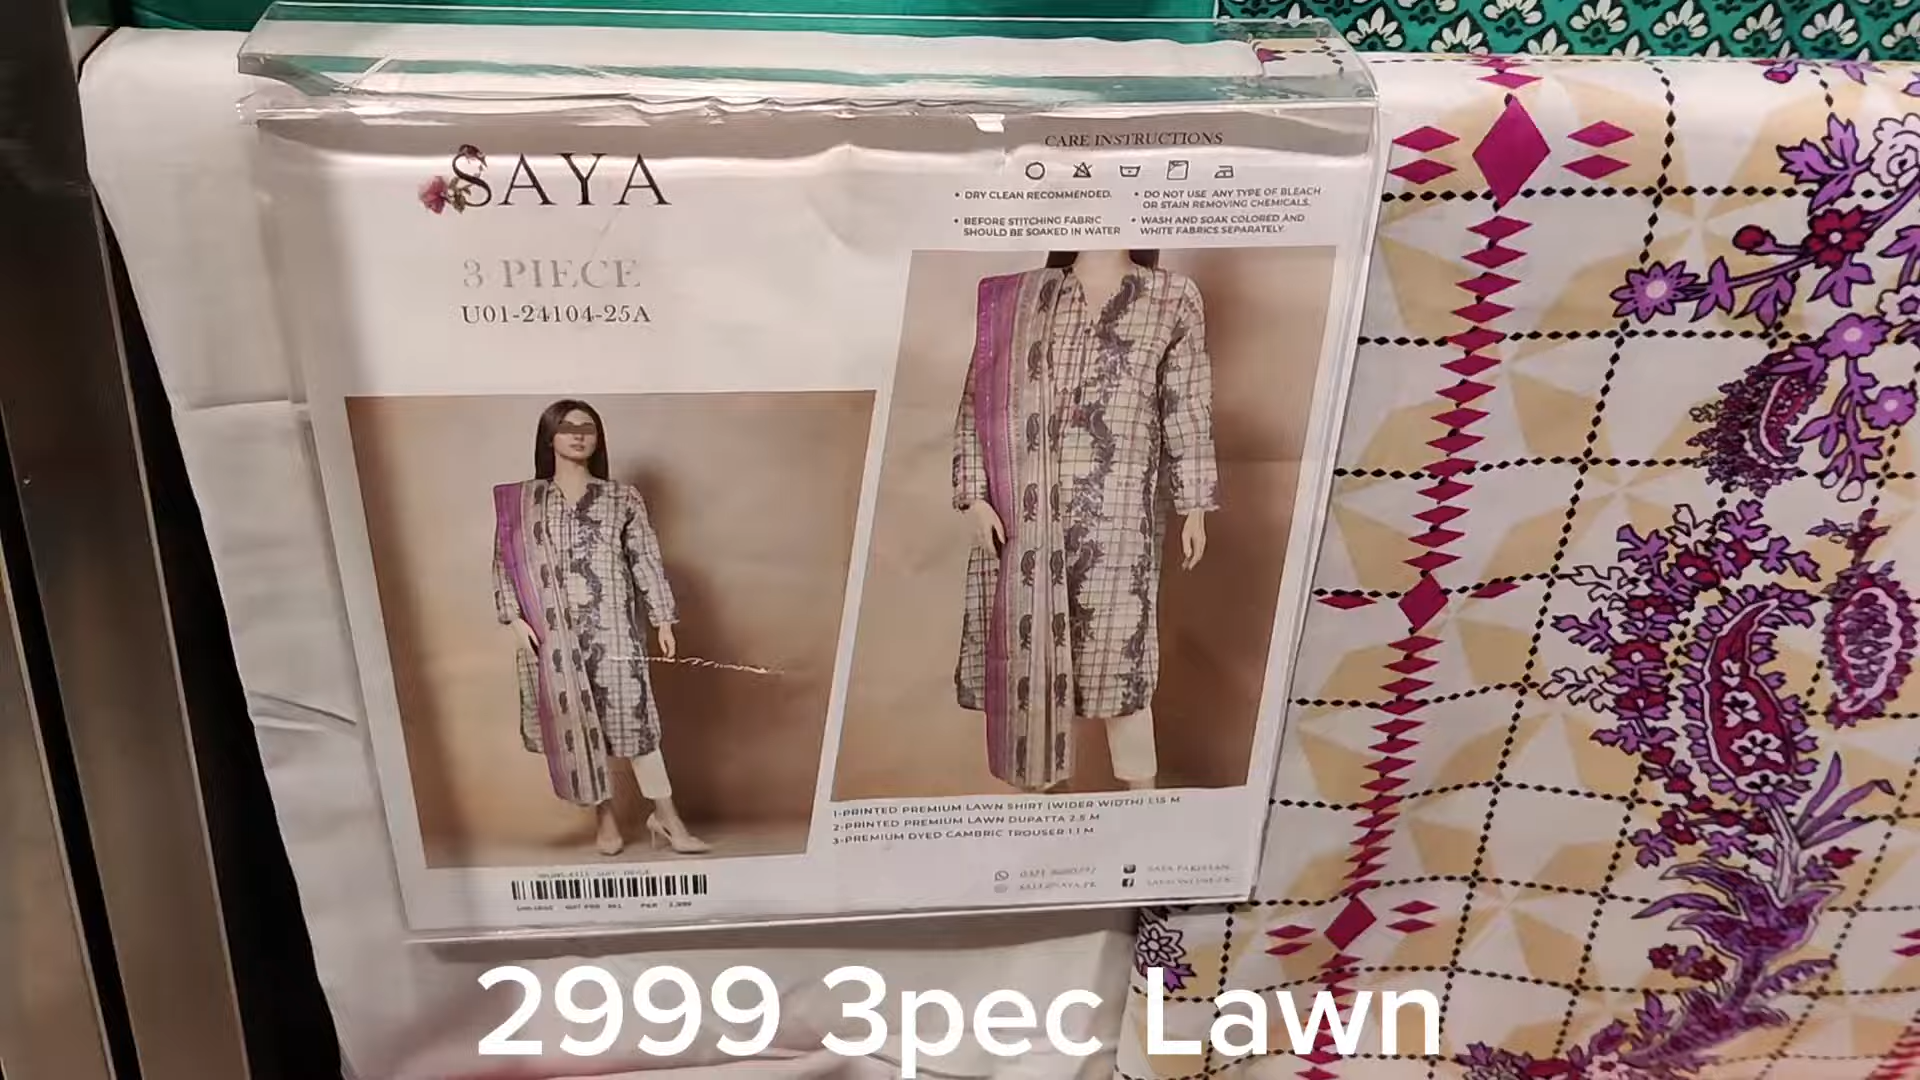 SAYA
3 PIECE
U01-24104-25A
CARE INSTRUCTIONS
• DRY CLEAN RECOMMENDED.
• BEFORE STITCHING FABRIC
SHOULD BE SOAKED IN WATER
• DO NOT USE ANY TYPE OF BLEACH
OR STAIN REMOVING CHEMICALS.
• WASH AND SOAK COLORED AND
WHITE FABRICS SEPARATELY.
1-PRINTED PREMIUM LAWN SHIRT (WIDER WIDTH) 1.15 M
2-PRINTED PREMIUM LAWN DUPATTA 2.5 M
3-PREMIUM DYED CAMBRIC TROUSER 1.1 M
SAYA PAKISTAN
2999 3pec Lawn